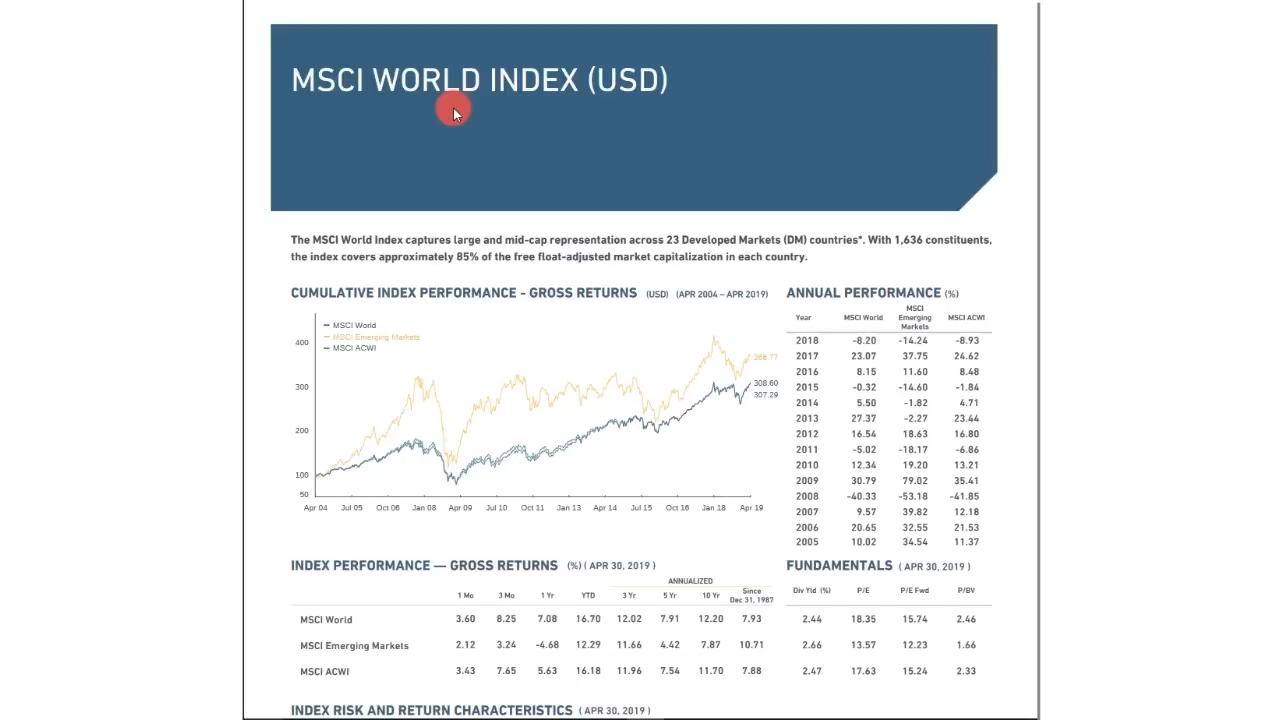 MSCI WORLD INDEX (USD)
The MSCI World Index captures large and mid-cap representation across 23 Developed Markets (DM) countries*. With 1,636 constituents,
the index covers approximately 85% of the free float-adjusted market capitalization in each country.
CUMULATIVE INDEX PERFORMANCE - GROSS RETURNS (USD) (APR 2004 – APR 2019)
MSCI World
MSCI Emerging Markets
MSCI ACWI
400
300
200
100
50
368.77
308.60
307.29
Apr 04 Jul 05 Oct 06 Jan 08 Apr 09 Jul 10 Oct 11 Jan 13 Apr 14 Jul 15 Oct 16 Jan 18 Apr 19
ANNUAL PERFORMANCE (%)
Year MSCI World MSCI Emerging Markets MSCI ACWI
2018 -8.20 -14.24 -8.93
2017 23.07 37.75 24.62
2016 8.15 11.60 8.48
2015 -0.32 -14.60 -1.84
2014 5.50 -1.82 4.71
2013 27.37 -2.27 23.44
2012 16.54 18.63 16.80
2011 -5.02 -18.17 -6.86
2010 12.34 19.20 13.21
2009 30.79 79.02 35.41
2008 -40.33 -53.18 -41.85
2007 9.57 39.82 12.18
2006 20.65 32.55 21.53
2005 10.02 34.54 11.37
INDEX PERFORMANCE — GROSS RETURNS (%) ( APR 30, 2019 )
ANNUALIZED
1 Mo 3 Mo 1 Yr YTD 3 Yr 5 Yr 10 Yr Since Dec 31, 1987
MSCI World 3.60 8.25 7.08 16.70 12.02 7.91 12.20 7.93
MSCI Emerging Markets 2.12 3.24 -4.68 12.29 11.66 4.42 7.87 10.71
MSCI ACWI 3.43 7.65 5.63 16.18 11.96 7.54 11.70 7.88
FUNDAMENTALS ( APR 30, 2019 )
Div Yld (%) P/E P/E Fwd P/BV
2.44 18.35 15.74 2.46
2.66 13.57 12.23 1.66
2.47 17.63 15.24 2.33
INDEX RISK AND RETURN CHARACTERISTICS ( APR 30, 2019 )